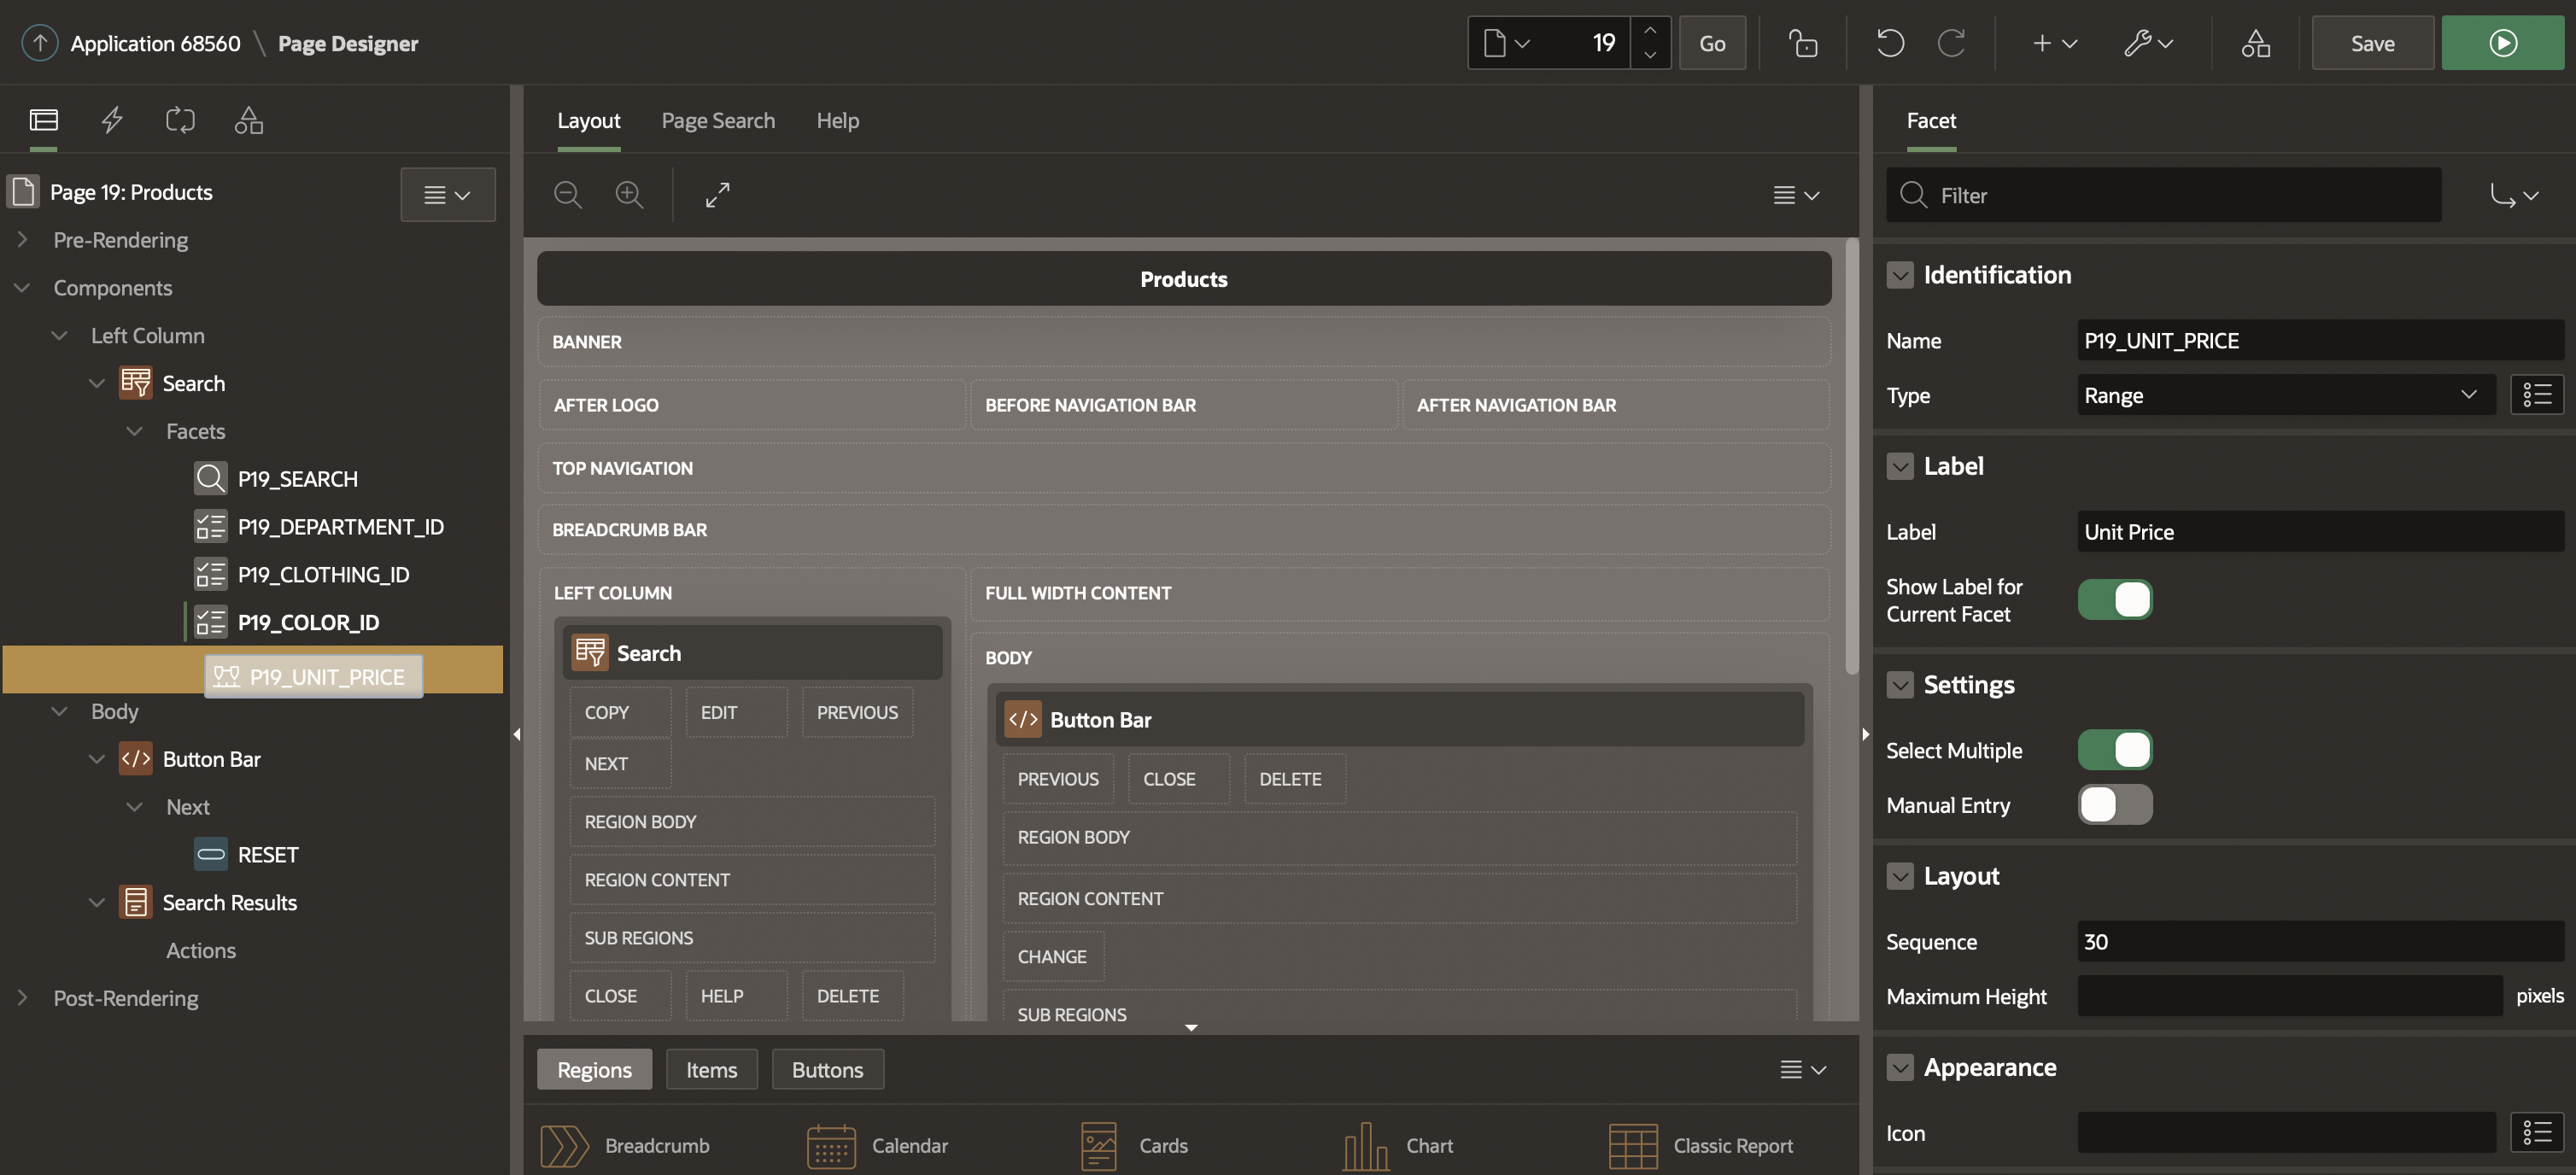 Application 68560 \ Page Designer
19
Go
Save
Layout
Page Search
Help
Facet
Page 19: Products
Pre-Rendering
Components
Left Column
Search
Facets
P19_SEARCH
P19_DEPARTMENT_ID
P19_CLOTHING_ID
P19_COLOR_ID
P19_UNIT_PRICE
Body
Button Bar
Next
RESET
Search Results
Actions
Post-Rendering
Products
BANNER
AFTER LOGO
BEFORE NAVIGATION BAR
AFTER NAVIGATION BAR
TOP NAVIGATION
BREADCRUMB BAR
LEFT COLUMN
Search
COPY
EDIT
PREVIOUS
NEXT
REGION BODY
REGION CONTENT
SUB REGIONS
CLOSE
HELP
DELETE
FULL WIDTH CONTENT
BODY
Button Bar
PREVIOUS
CLOSE
DELETE
REGION BODY
REGION CONTENT
CHANGE
SUB REGIONS
Regions
Items
Buttons
Breadcrumb
Calendar
Cards
Chart
Classic Report
Filter
Identification
Name
P19_UNIT_PRICE
Type
Range
Label
Label
Unit Price
Show Label for
Current Facet
Settings
Select Multiple
Manual Entry
Layout
Sequence
30
Maximum Height
pixels
Appearance
Icon